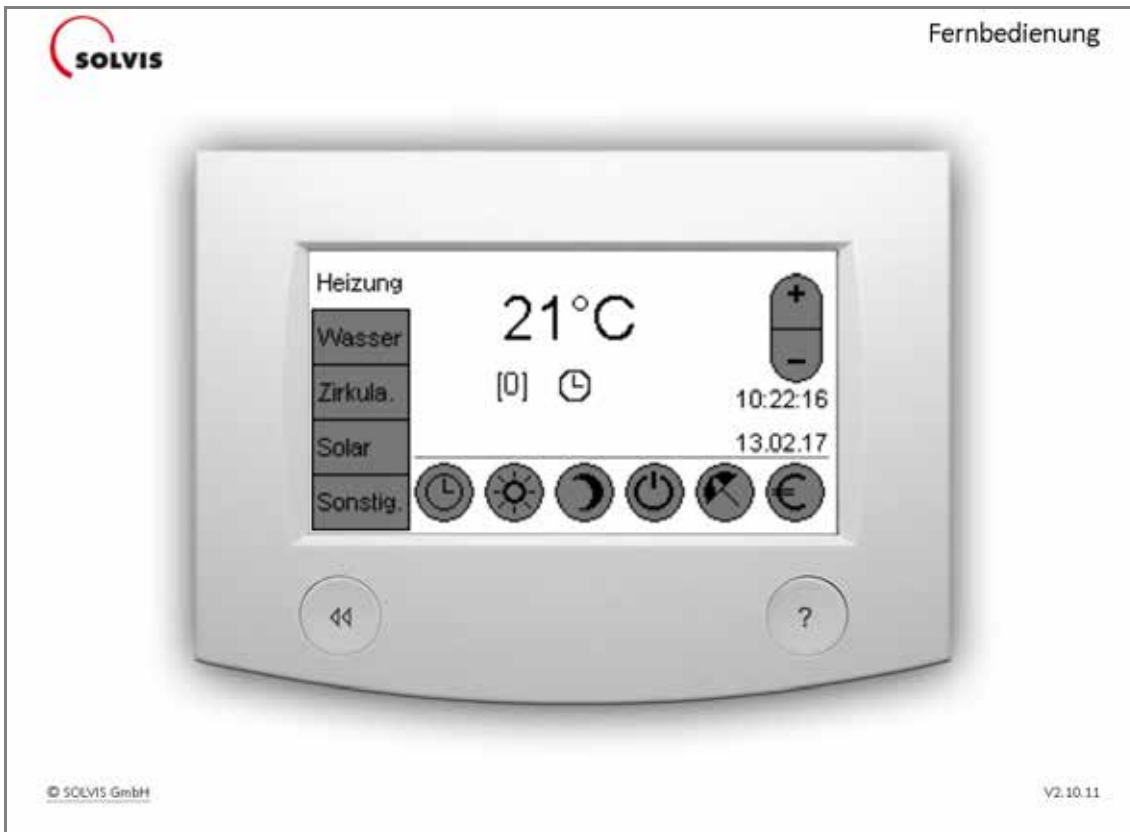 SOLVIS
Fernbedienung
Heizung
Wasser
Zirkula.
Solar
Sonstig.
21°C
[0]
+
−
10:22:16
13.02.17
€
?
© SOLVIS GmbH
V2.10.11